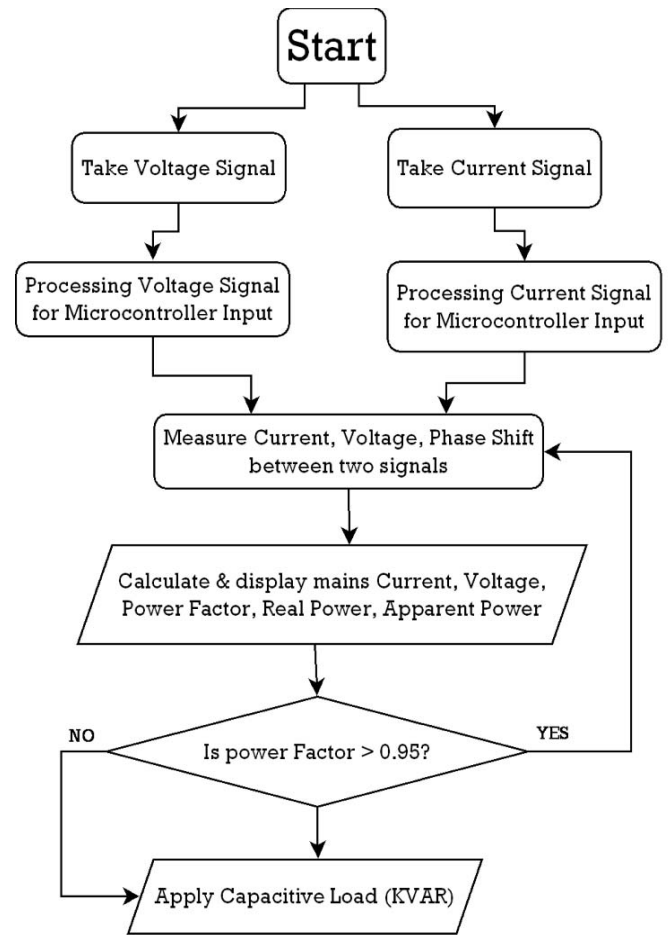 Start
Take Voltage Signal
Take Current Signal
Processing Voltage Signal
for Microcontroller Input
Processing Current Signal
for Microcontroller Input
Measure Current, Voltage, Phase Shift
between two signals
Calculate & display mains Current, Voltage,
Power Factor, Real Power, Apparent Power
NO
YES
Is power Factor > 0.95?
Apply Capacitive Load (KVAR)